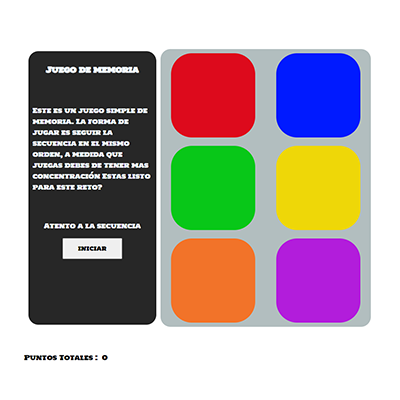 Juego de memoria
Este es un juego simple de
memoria. La forma de
jugar es seguir la
secuencia en el mismo
orden, a medida que
juegas debes de tener mas
concentración Estas listo
para este reto?
Atento a la secuencia
INICIAR
Puntos Totales : 0